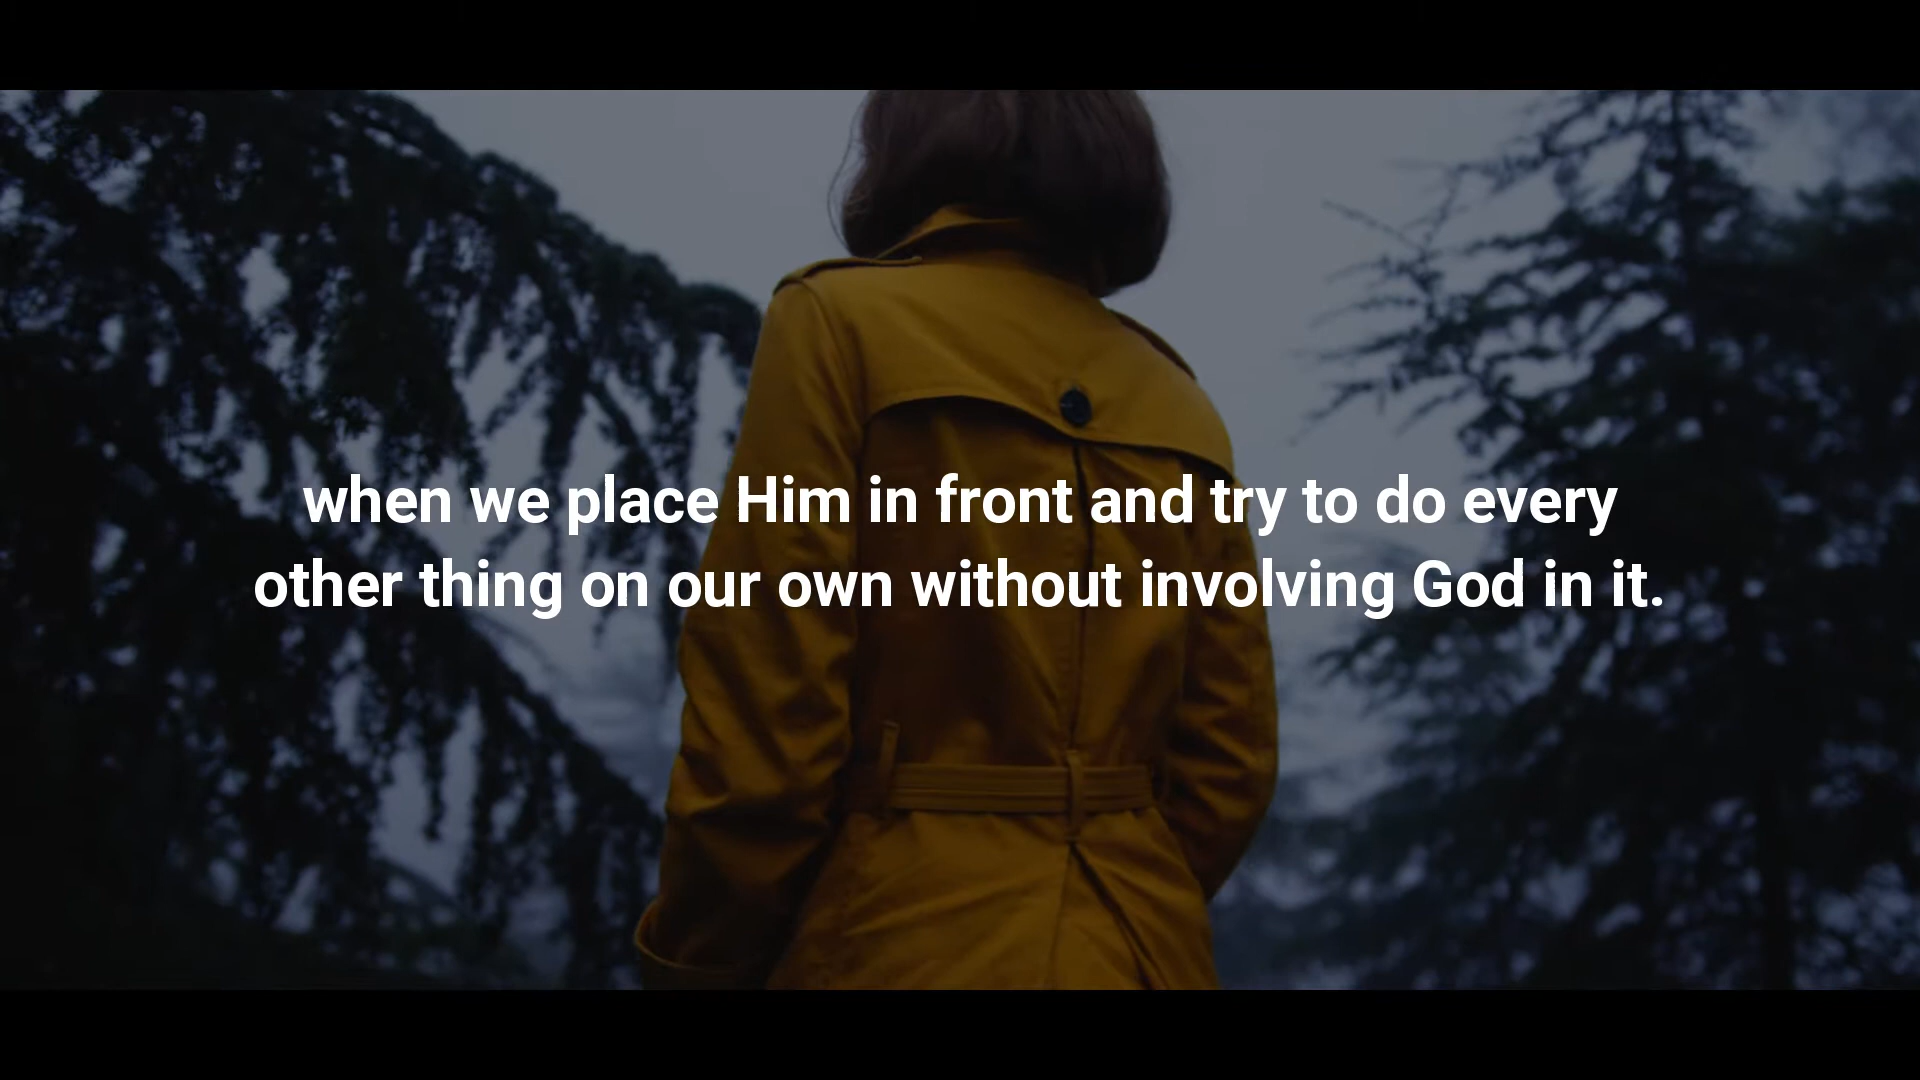 when we place Him in front and try to do every
other thing on our own without involving God in it.